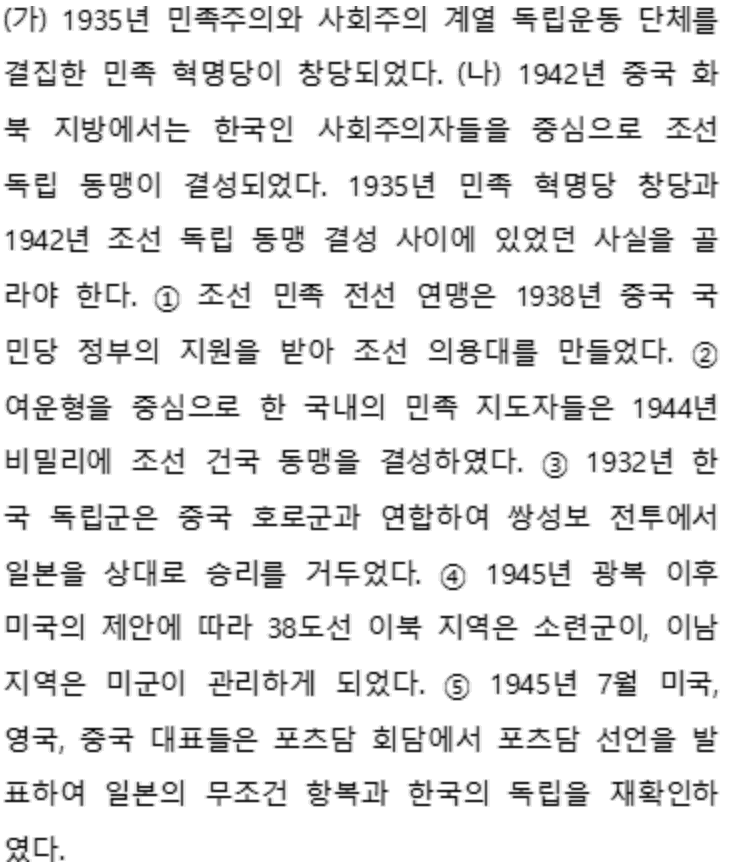 (가) 1935년 민족주의와 사회주의 계열 독립운동 단체를
결집한 민족 혁명당이 창당되었다. (나) 1942년 중국 화
북 지방에서는 한국인 사회주의자들을 중심으로 조선
독립 동맹이 결성되었다. 1935년 민족 혁명당 창당과
1942년 조선 독립 동맹 결성 사이에 있었던 사실을 골
라야 한다. ① 조선 민족 전선 연맹은 1938년 중국 국
민당 정부의 지원을 받아 조선 의용대를 만들었다. ②
여운형을 중심으로 한 국내의 민족 지도자들은 1944년
비밀리에 조선 건국 동맹을 결성하였다. ③ 1932년 한
국 독립군은 중국 호로군과 연합하여 쌍성보 전투에서
일본을 상대로 승리를 거두었다. ④ 1945년 광복 이후
미국의 제안에 따라 38도선 이북 지역은 소련군이, 이남
지역은 미군이 관리하게 되었다. ⑤ 1945년 7월 미국,
영국, 중국 대표들은 포츠담 회담에서 포츠담 선언을 발
표하여 일본의 무조건 항복과 한국의 독립을 재확인하
였다.